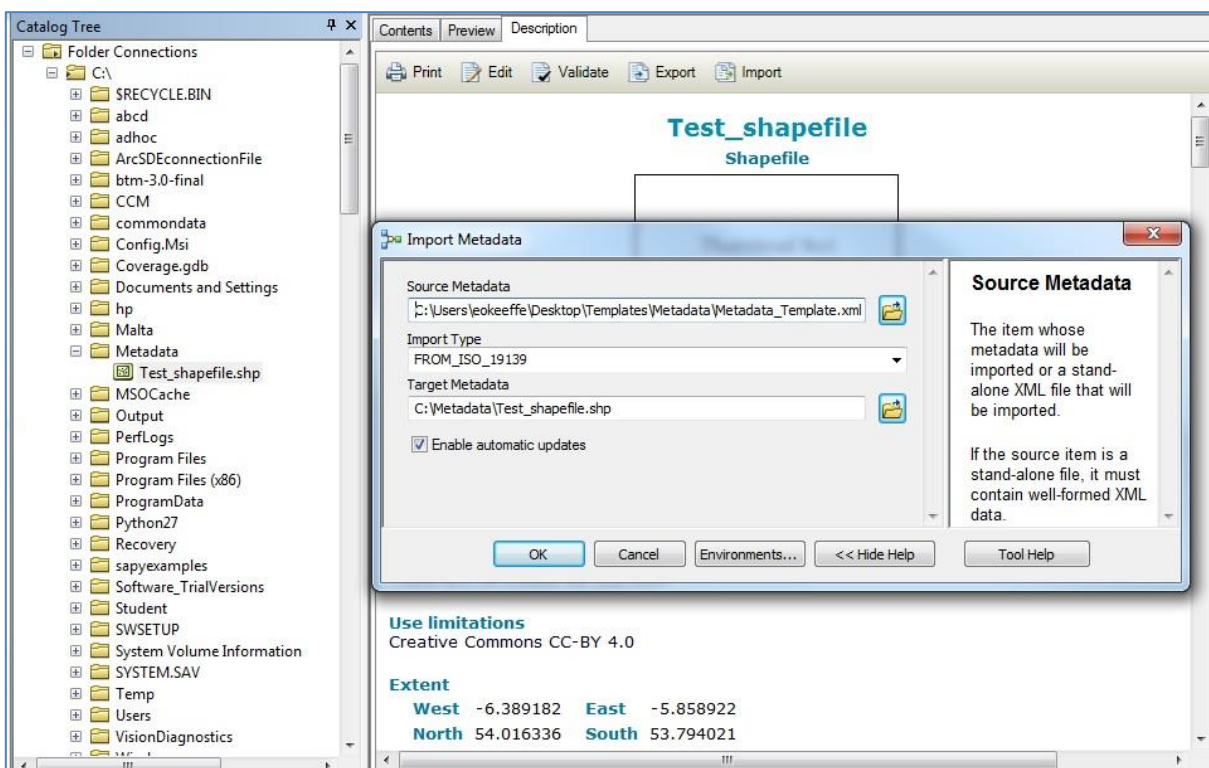 Catalog Tree
Folder Connections
C:\
$RECYCLE.BIN
abcd
adhoc
ArcSDEconnectionFile
btm-3.0-final
CCM
commondata
Config.Msi
Coverage.gdb
Documents and Settings
hp
Malta
Metadata
Test_shapefile.shp
MSOCache
Output
PerfLogs
Program Files
Program Files (x86)
ProgramData
Python27
Recovery
sapyexamples
Software_TrialVersions
Student
SWSETUP
System Volume Information
SYSTEM.SAV
Temp
Users
VisionDiagnostics
Contents Preview Description
Print Edit Validate Export Import
Test_shapefile
Shapefile
Import Metadata
Source Metadata
C:\Users\eokeeffe\Desktop\Templates\Metadata\Metadata_Template.xml
Import Type
FROM_ISO_19139
Target Metadata
C:\Metadata\Test_shapefile.shp
Enable automatic updates
Source Metadata
The item whose
metadata will be
imported or a stand-
alone XML file that will
be imported.
If the source item is a
stand-alone file, it must
contain well-formed XML
data.
OK Cancel Environments... << Hide Help Tool Help
Use limitations
Creative Commons CC-BY 4.0
Extent
West -6.389182 East -5.858922
North 54.016336 South 53.794021